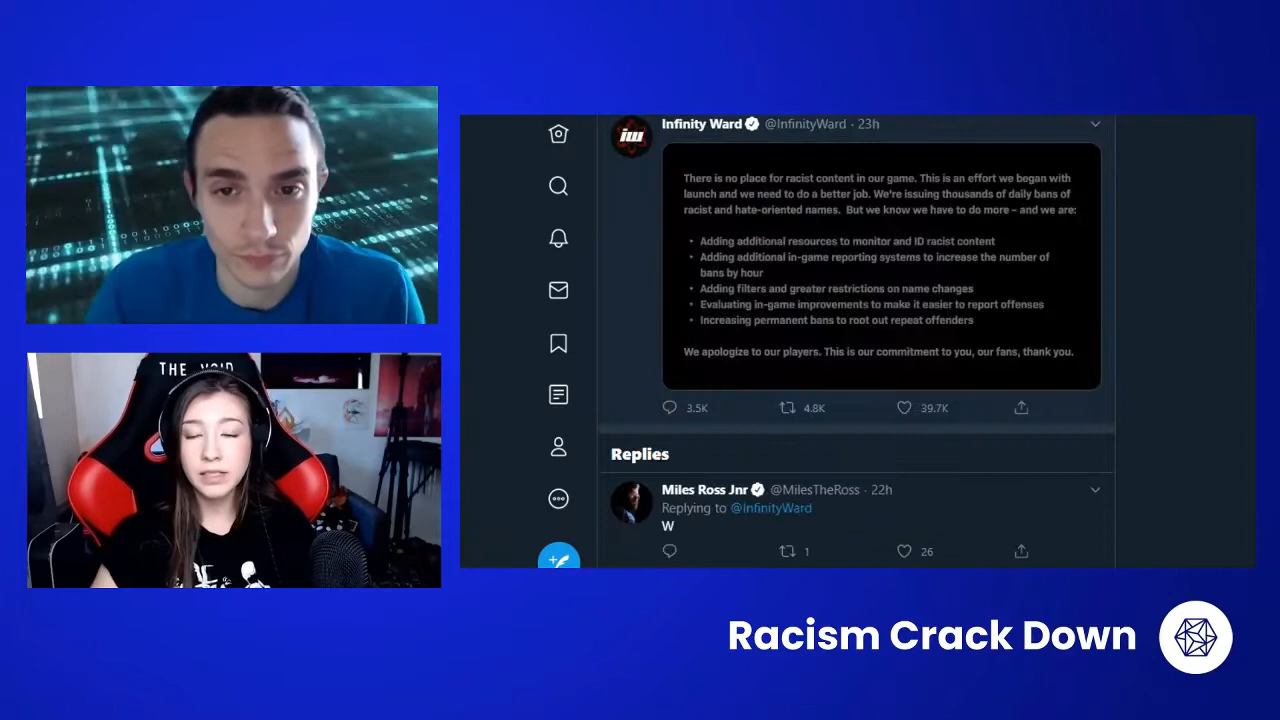 THE VOID
Infinity Ward @InfinityWard · 23h
iw
There is no place for racist content in our game. This is an effort we began with
launch and we need to do a better job. We're issuing thousands of daily bans of
racist and hate-oriented names. But we know we have to do more – and we are:
• Adding additional resources to monitor and ID racist content
• Adding additional in-game reporting systems to increase the number of
bans by hour
• Adding filters and greater restrictions on name changes
• Evaluating in-game improvements to make it easier to report offenses
• Increasing permanent bans to root out repeat offenders
We apologize to our players. This is our commitment to you, our fans, thank you.
3.5K 4.8K 39.7K
Replies
Miles Ross Jnr @MilesTheRoss · 22h
Replying to @InfinityWard
W
1 26
Racism Crack Down